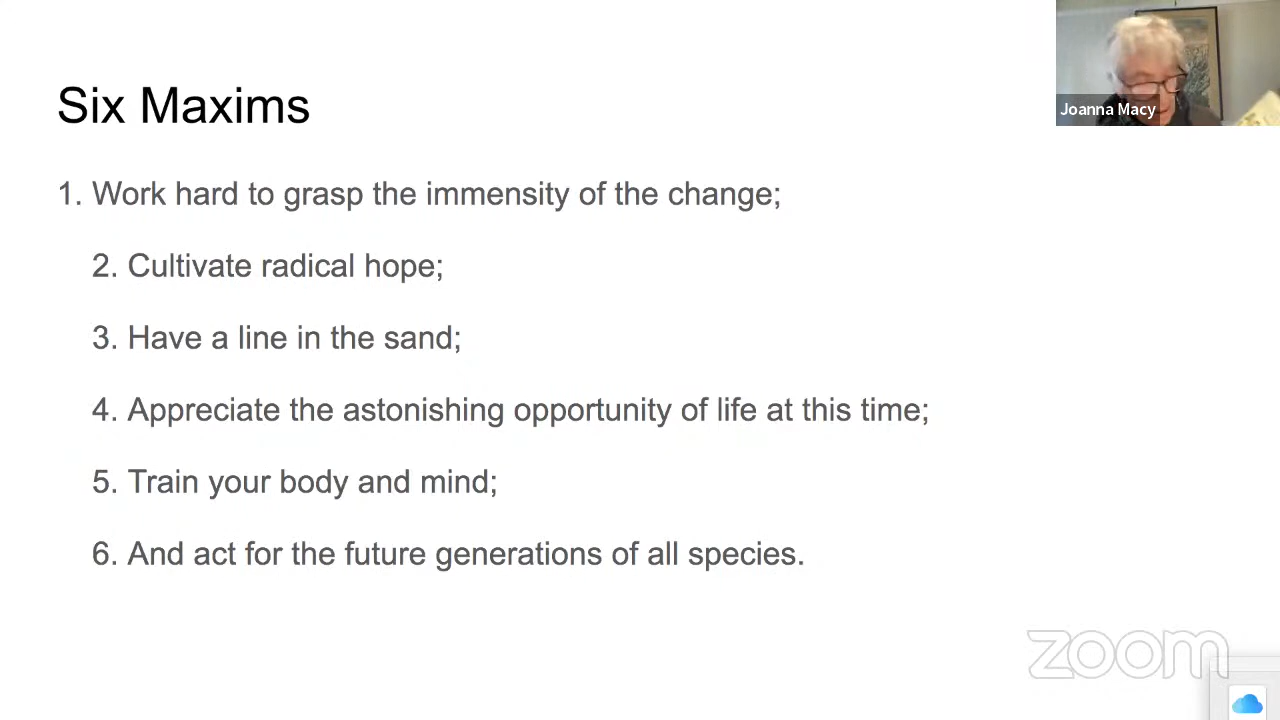 Joanna Macy
Six Maxims
1. Work hard to grasp the immensity of the change;
2. Cultivate radical hope;
3. Have a line in the sand;
4. Appreciate the astonishing opportunity of life at this time;
5. Train your body and mind;
6. And act for the future generations of all species.
zoom